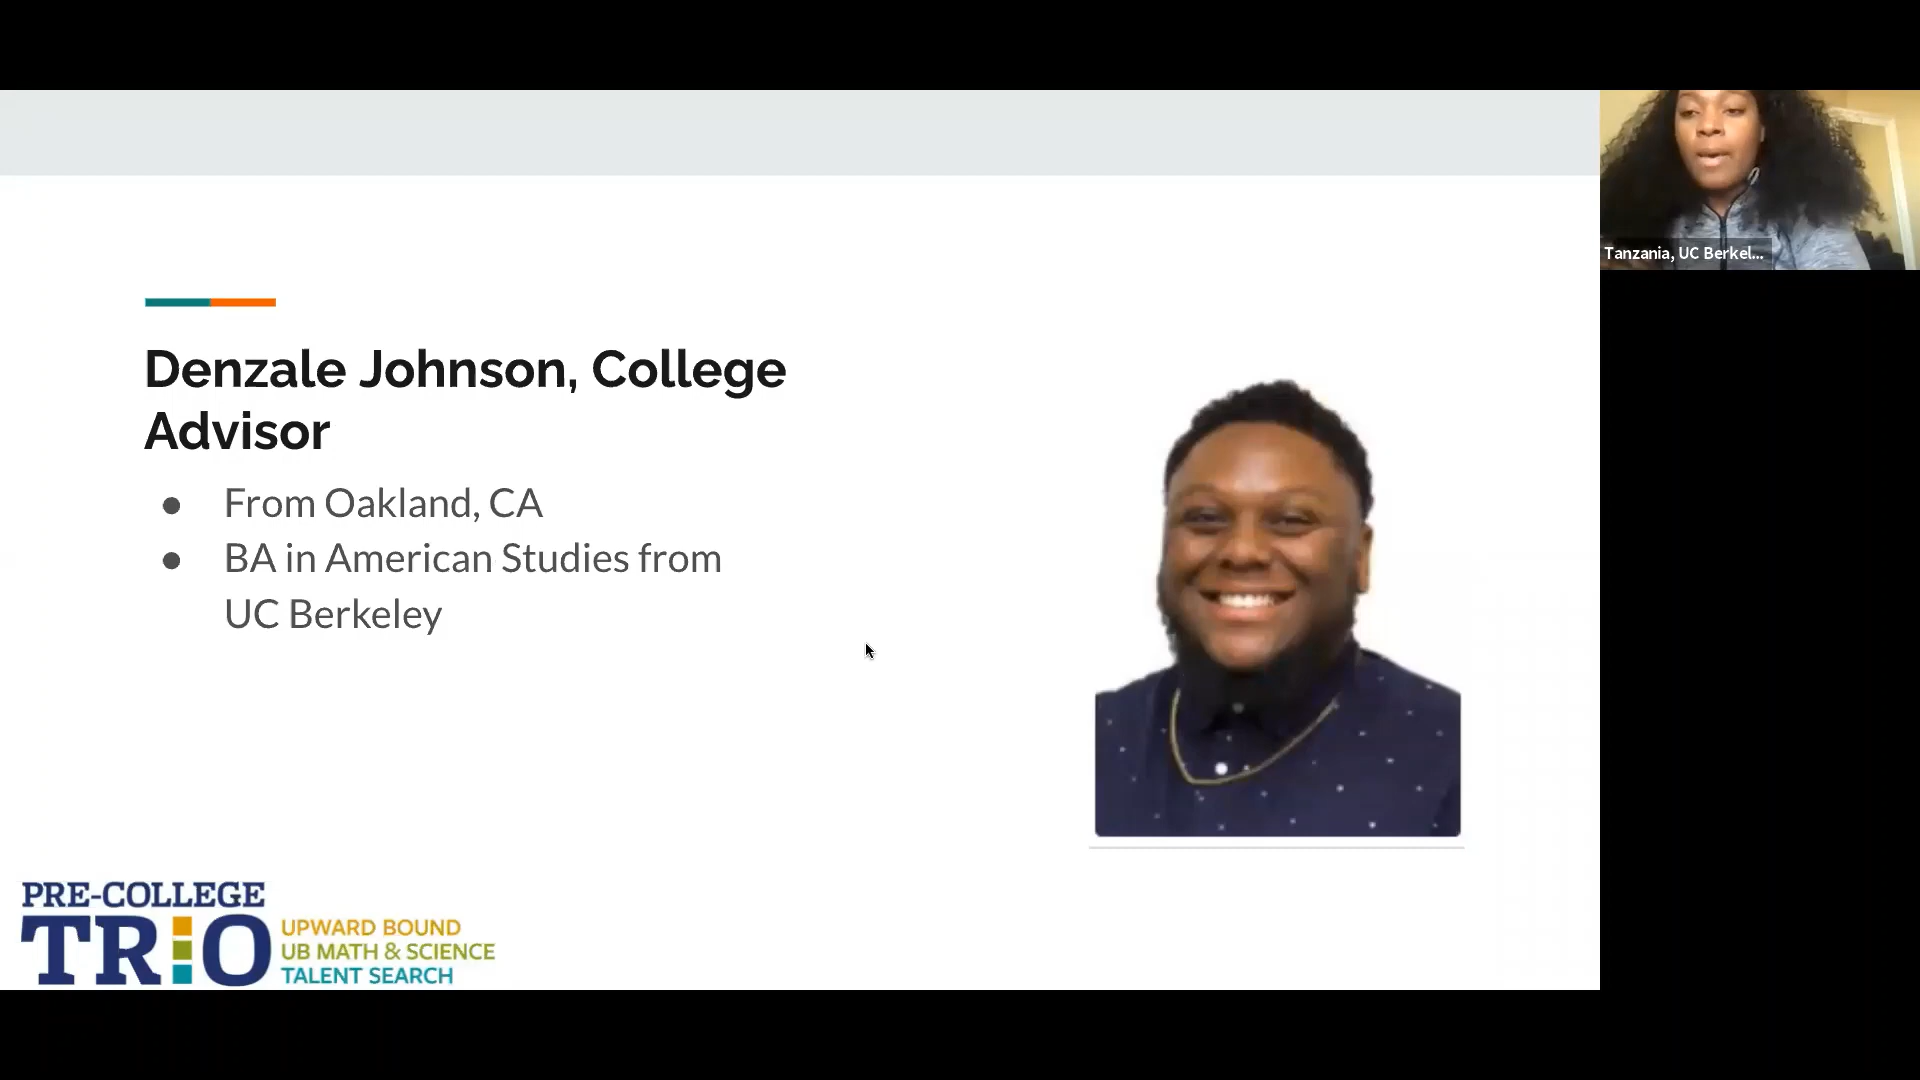 Denzale Johnson, College
Advisor
● From Oakland, CA
● BA in American Studies from
UC Berkeley
PRE-COLLEGE
TRIO
UPWARD BOUND
UB MATH & SCIENCE
TALENT SEARCH
Tanzania, UC Berkel...